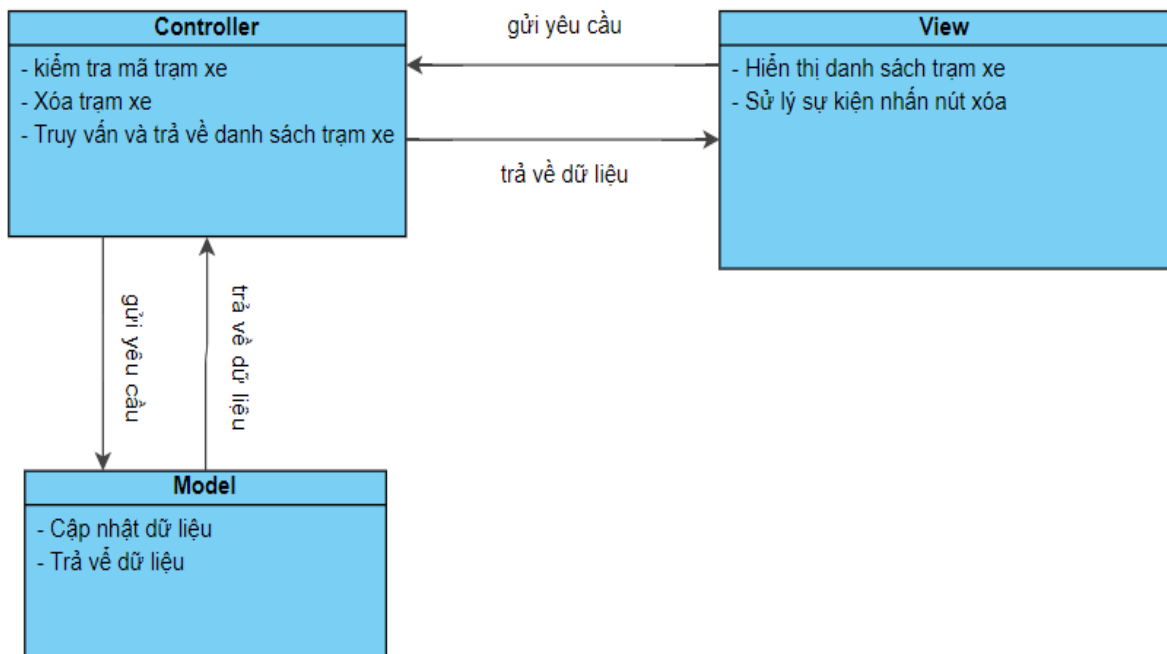 Controller
- kiểm tra mã trạm xe
- Xóa trạm xe
- Truy vấn và trả về danh sách trạm xe
gửi yêu cầu
trả về dữ liệu
View
- Hiển thị danh sách trạm xe
- Sử lý sự kiện nhấn nút xóa
gửi yêu cầu
trả về dữ liệu
Model
- Cập nhật dữ liệu
- Trả về dữ liệu